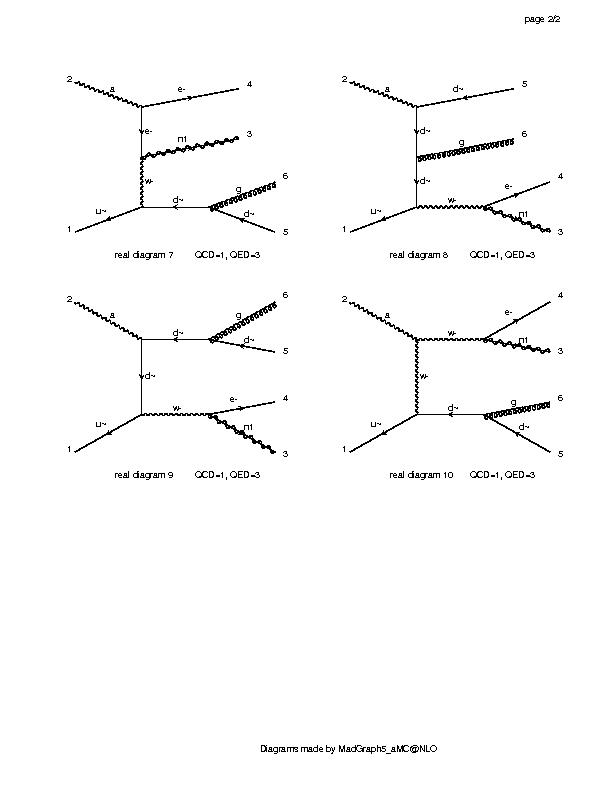 page 2/2
2 a e- 4
e-
n1 3
w-
g 6
d~
u~ d~
1 5
real diagram 7 QCD=1, QED=3
2 a d~ 5
d~
g 6
d~
w- e- 4
u~ n1
1 3
real diagram 8 QCD=1, QED=3
2 a g 6
d~ d~
5
d~
w- e- 4
u~ n1
1 3
real diagram 9 QCD=1, QED=3
2 a e- 4
w- n1
3
w-
g 6
d~
u~ d~
1 5
real diagram 10 QCD=1, QED=3
Diagrams made by MadGraph5_aMC@NLO